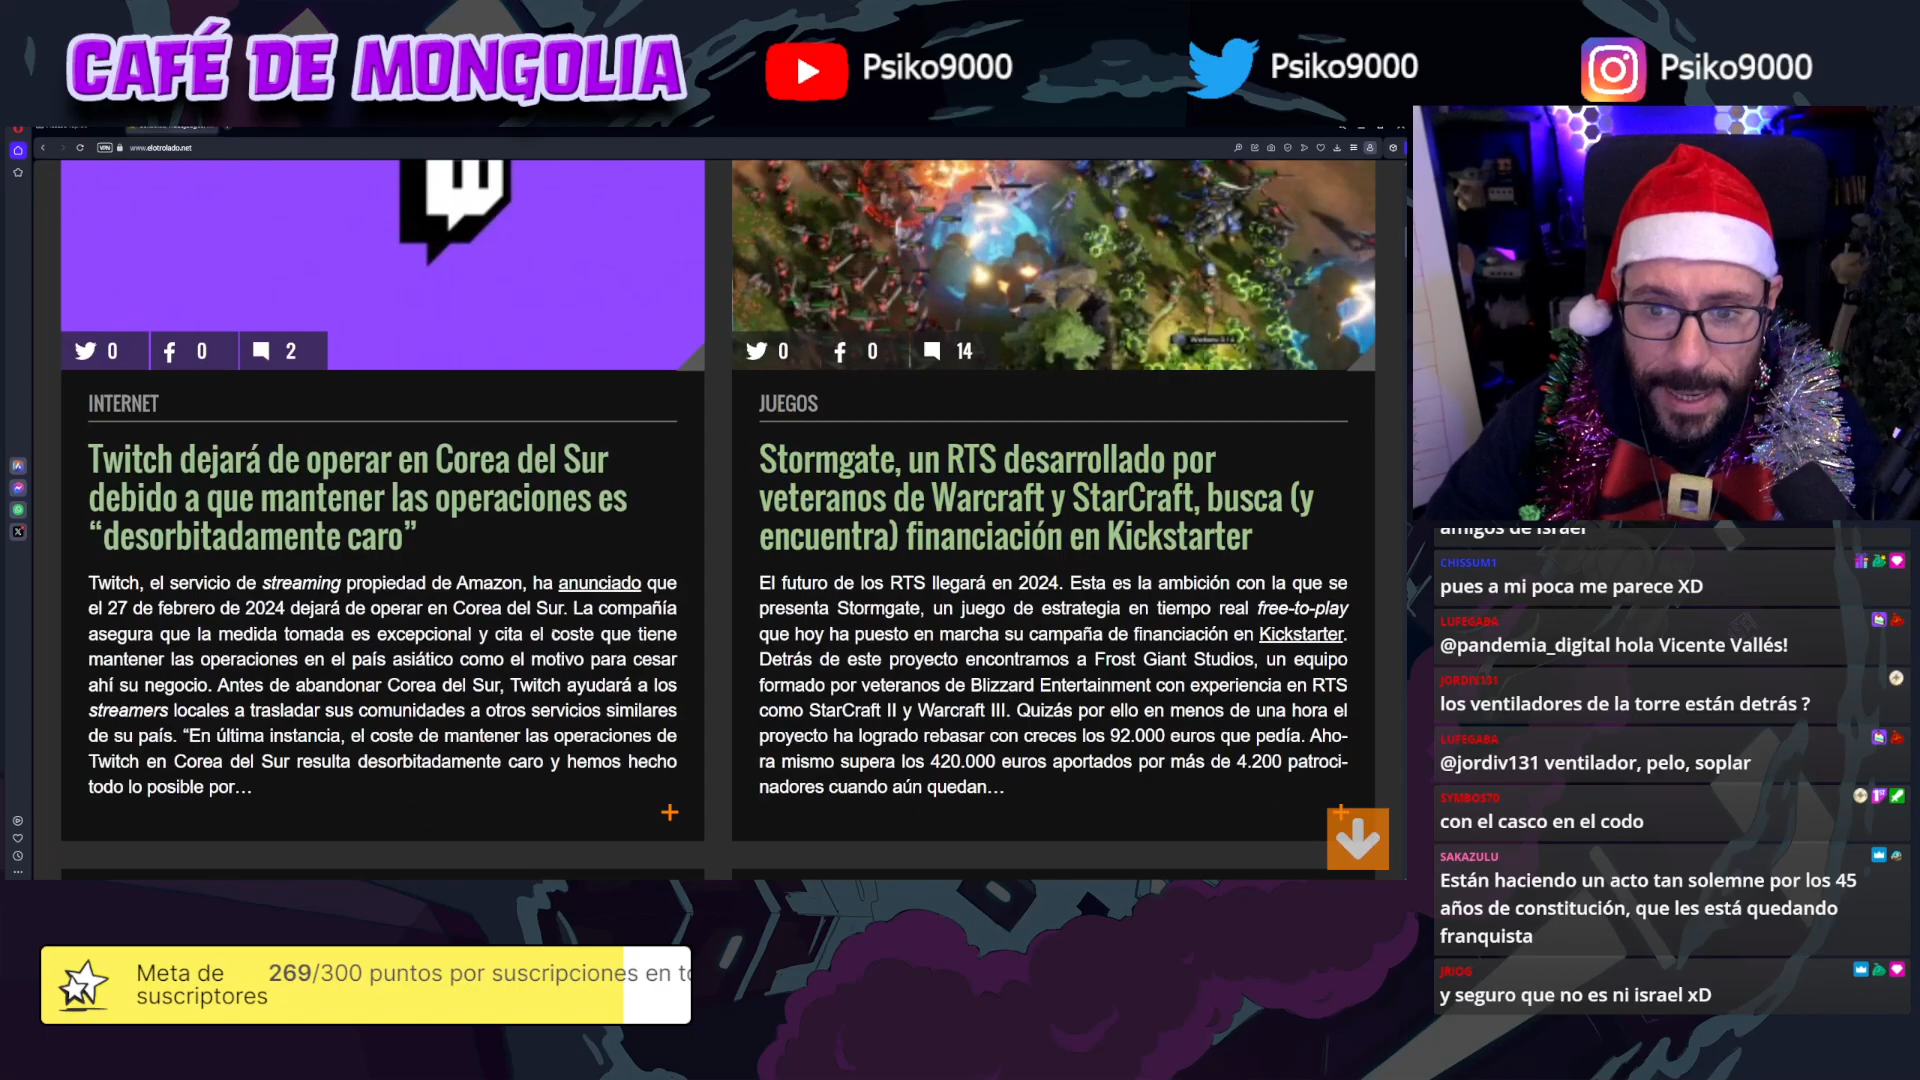 CAFÉ DE MONGOLIA
Psiko9000
Psiko9000
Psiko9000
VPN
www.elotrolado.net
0
0
2
0
0
14
INTERNET
Twitch dejará de operar en Corea del Sur
debido a que mantener las operaciones es
“desorbitadamente caro”
Twitch, el servicio de streaming propiedad de Amazon, ha anunciado que
el 27 de febrero de 2024 dejará de operar en Corea del Sur. La compañía
asegura que la medida tomada es excepcional y cita el coste que tiene
mantener las operaciones en el país asiático como el motivo para cesar
ahí su negocio. Antes de abandonar Corea del Sur, Twitch ayudará a los
streamers locales a trasladar sus comunidades a otros servicios similares
de su país. “En última instancia, el coste de mantener las operaciones de
Twitch en Corea del Sur resulta desorbitadamente caro y hemos hecho
todo lo posible por…
+
JUEGOS
Stormgate, un RTS desarrollado por
veteranos de Warcraft y StarCraft, busca (y
encuentra) financiación en Kickstarter
El futuro de los RTS llegará en 2024. Esta es la ambición con la que se
presenta Stormgate, un juego de estrategia en tiempo real free-to-play
que hoy ha puesto en marcha su campaña de financiación en Kickstarter.
Detrás de este proyecto encontramos a Frost Giant Studios, un equipo
formado por veteranos de Blizzard Entertainment con experiencia en RTS
como StarCraft II y Warcraft III. Quizás por ello en menos de una hora el
proyecto ha logrado rebasar con creces los 92.000 euros que pedía. Aho-
ra mismo supera los 420.000 euros aportados por más de 4.200 patroci-
nadores cuando aún quedan…
+
amigos de israel
CHISSUM1
pues a mi poca me parece XD
LUFEGABA
@pandemia_digital hola Vicente Vallés!
JORDIV131
los ventiladores de la torre están detrás ?
LUFEGABA
@jordiv131 ventilador, pelo, soplar
SYMBOS70
con el casco en el codo
SAKAZULU
Están haciendo un acto tan solemne por los 45
años de constitución, que les está quedando
franquista
JRIOG
y seguro que no es ni israel xD
Meta de
suscriptores
269/300 puntos por suscripciones en to